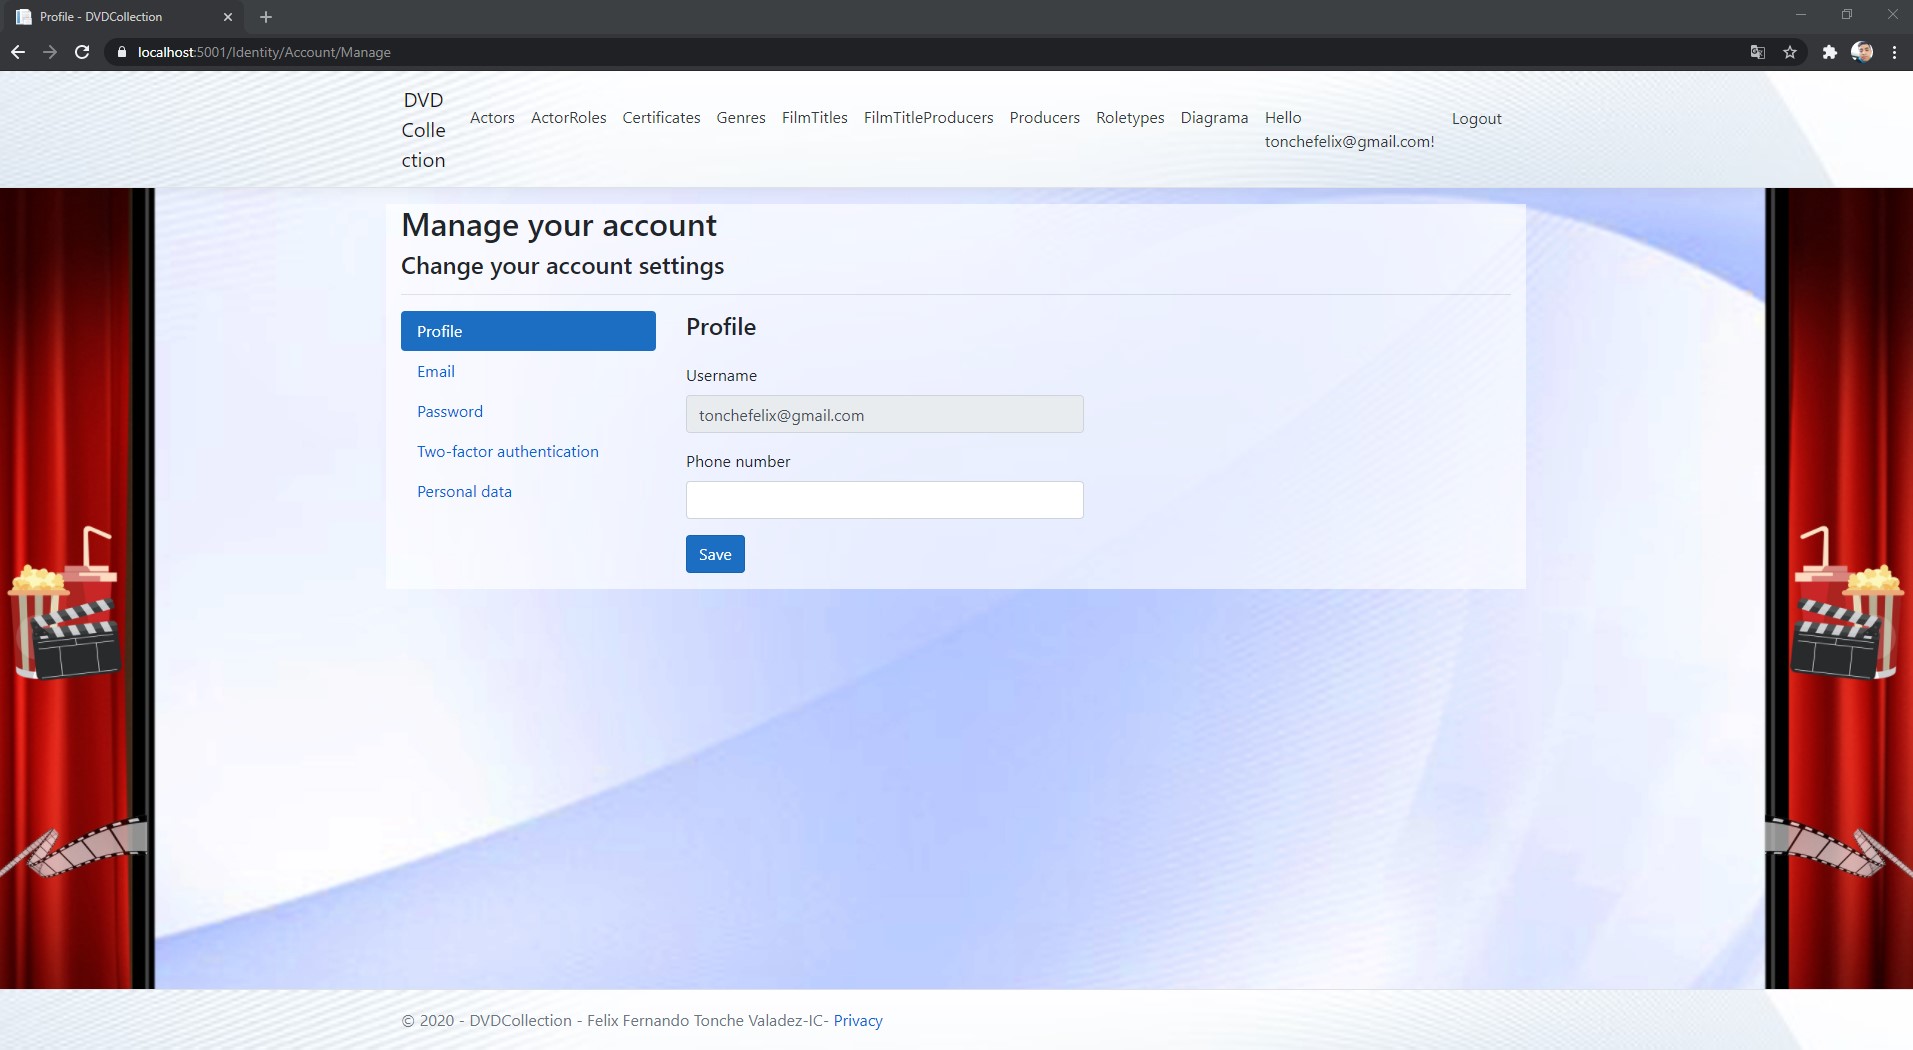 Profile - DVDCollection
localhost:5001/Identity/Account/Manage
DVD
Colle
ction
Actors ActorRoles Certificates Genres FilmTitles FilmTitleProducers Producers Roletypes Diagrama Hello
tonchefelix@gmail.com!
Logout
Manage your account
Change your account settings
Profile
Email
Password
Two-factor authentication
Personal data
Profile
Username
tonchefelix@gmail.com
Phone number
Save
© 2020 - DVDCollection - Felix Fernando Tonche Valadez-IC- Privacy